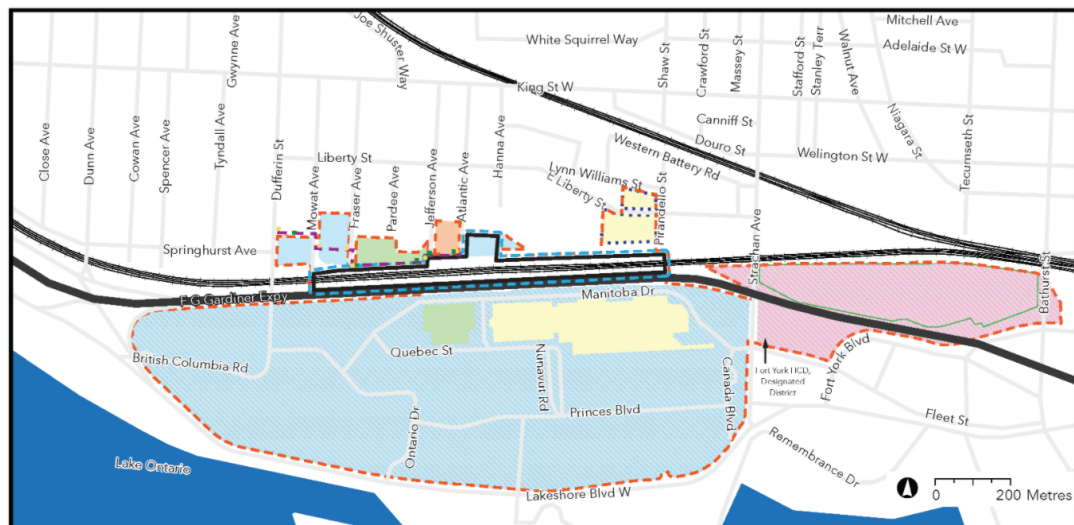 Mitchell Ave
Adelaide St W
White Squirrel Way
Joe Shuster Way
Gwynne Ave
Shaw St
Crawford St
Massey St
Stafford St
Stanley Terr
Walnut Ave
Niagara St
King St W
Canniff St
Douro St
Western Battery Rd
Welington St W
Tecumseth St
Close Ave
Dunn Ave
Cowan Ave
Spencer Ave
Tyndall Ave
Dufferin St
Liberty St
Mowat Ave
Fraser Ave
Pardee Ave
Jefferson Ave
Atlantic Ave
Hanna Ave
Lynn Williams St
E Liberty St
Pirandello St
Springhurst Ave
Strachan Ave
Bathurst St
F G Gardiner Expy
Manitoba Dr
British Columbia Rd
Quebec St
Nunavut Rd
Canada Blvd
Fort York HCD,
Designated
District
Fort York Blvd
Ontario Dr
Princes Blvd
Fleet St
Remembrance Dr
Lake Ontario
Lakeshore Blvd W
0 200 Metres